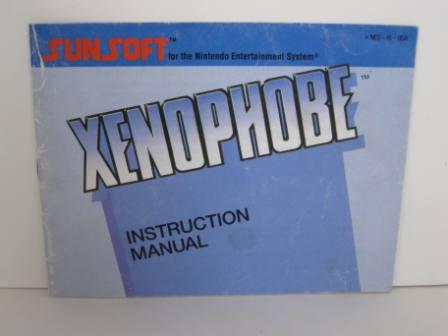 SUNSOFT™
for the Nintendo Entertainment System®
XENOPHOBE™
INSTRUCTION
MANUAL